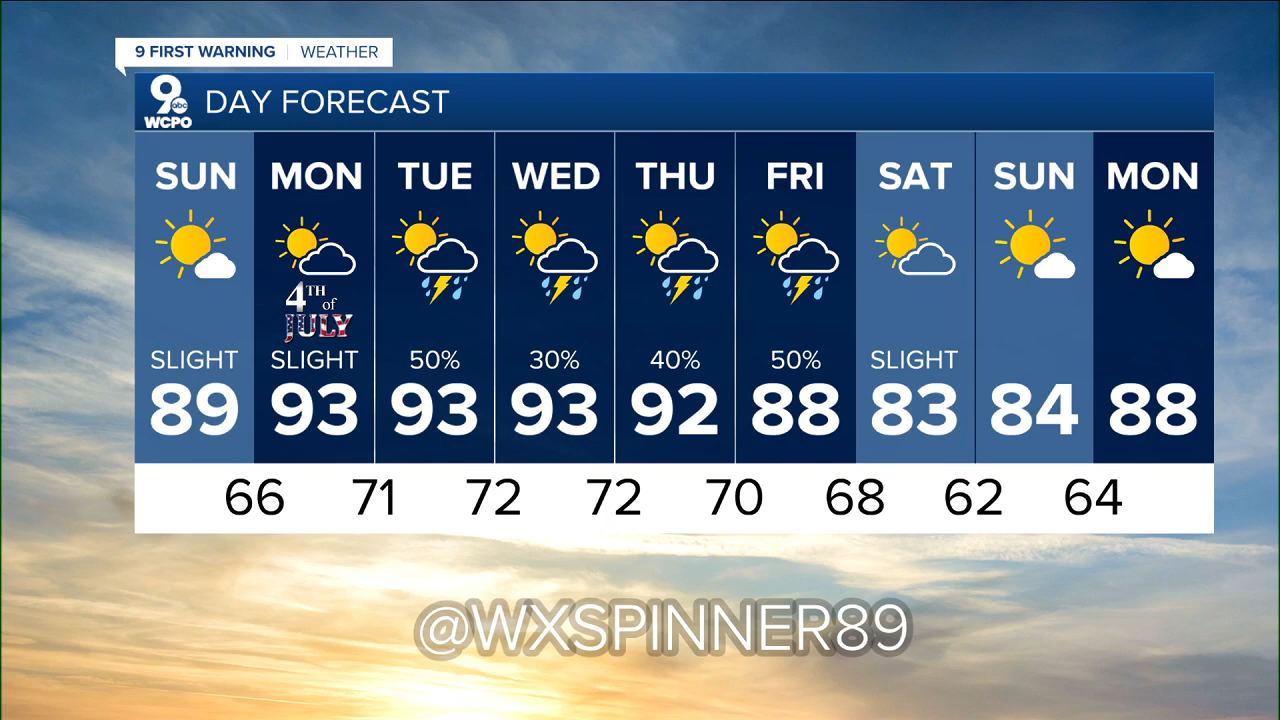 9 FIRST WARNING | WEATHER
9 abc WCPO DAY FORECAST
SUN MON TUE WED THU FRI SAT SUN MON
4TH of JULY
SLIGHT SLIGHT 50% 30% 40% 50% SLIGHT
89 93 93 93 92 88 83 84 88
66 71 72 72 70 68 62 64
@WXSPINNER89